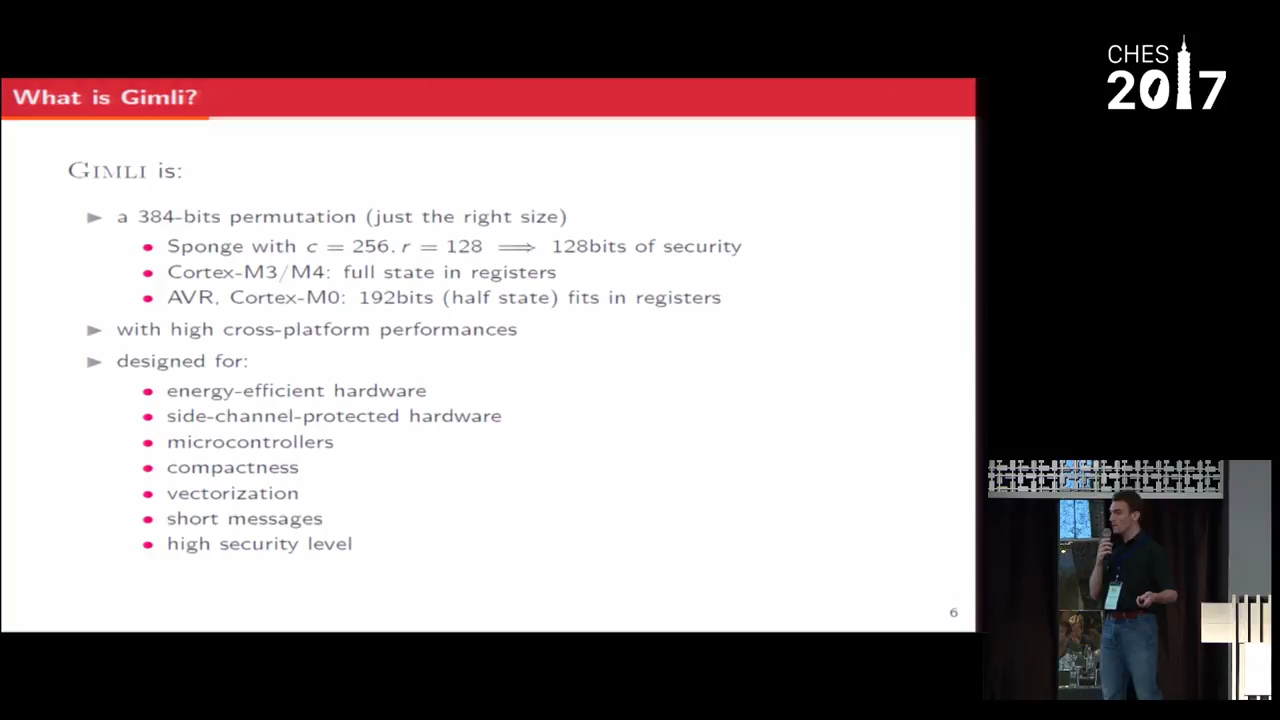 CHES
2017
What is Gimli?
GIMLI is:
a 384-bits permutation (just the right size)
Sponge with c = 256, r = 128 ⟹ 128bits of security
Cortex-M3/M4: full state in registers
AVR, Cortex-M0: 192bits (half state) fits in registers
with high cross-platform performances
designed for:
energy-efficient hardware
side-channel-protected hardware
microcontrollers
compactness
vectorization
short messages
high security level
6